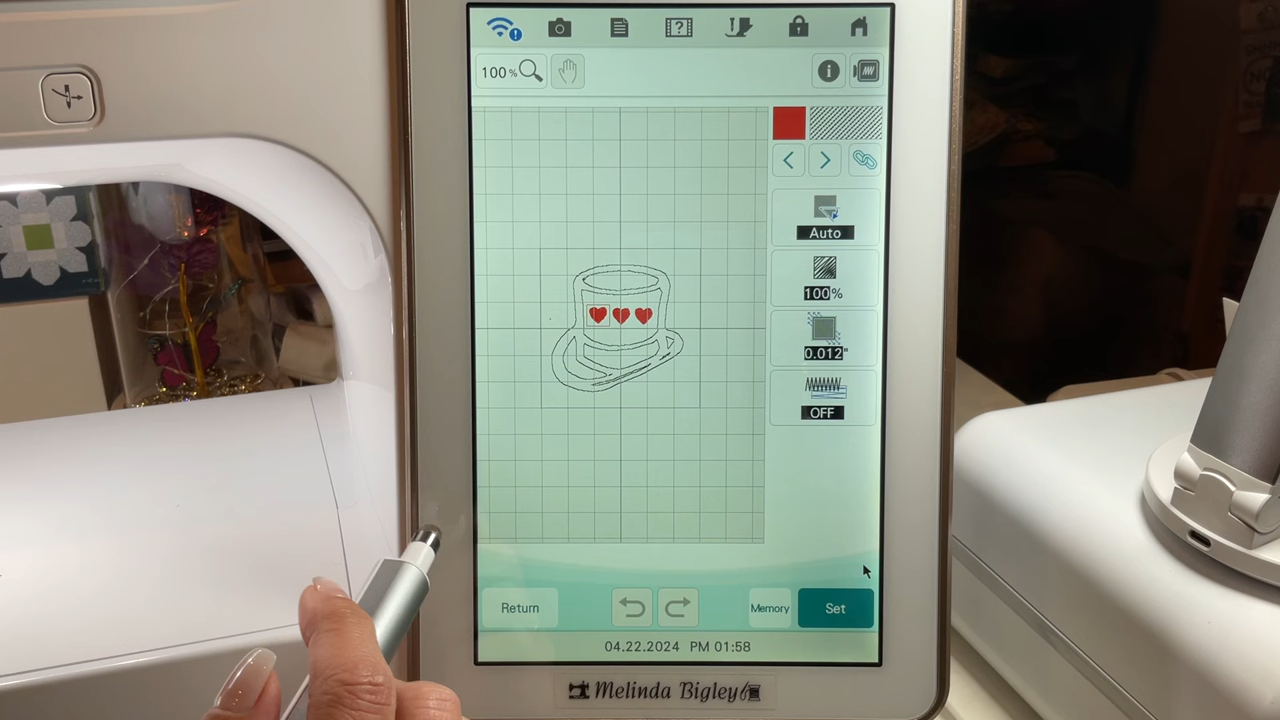 100%
Auto
100%
0.012"
OFF
Return
Memory
Set
04.22.2024 PM 01:58
Melinda Bigley